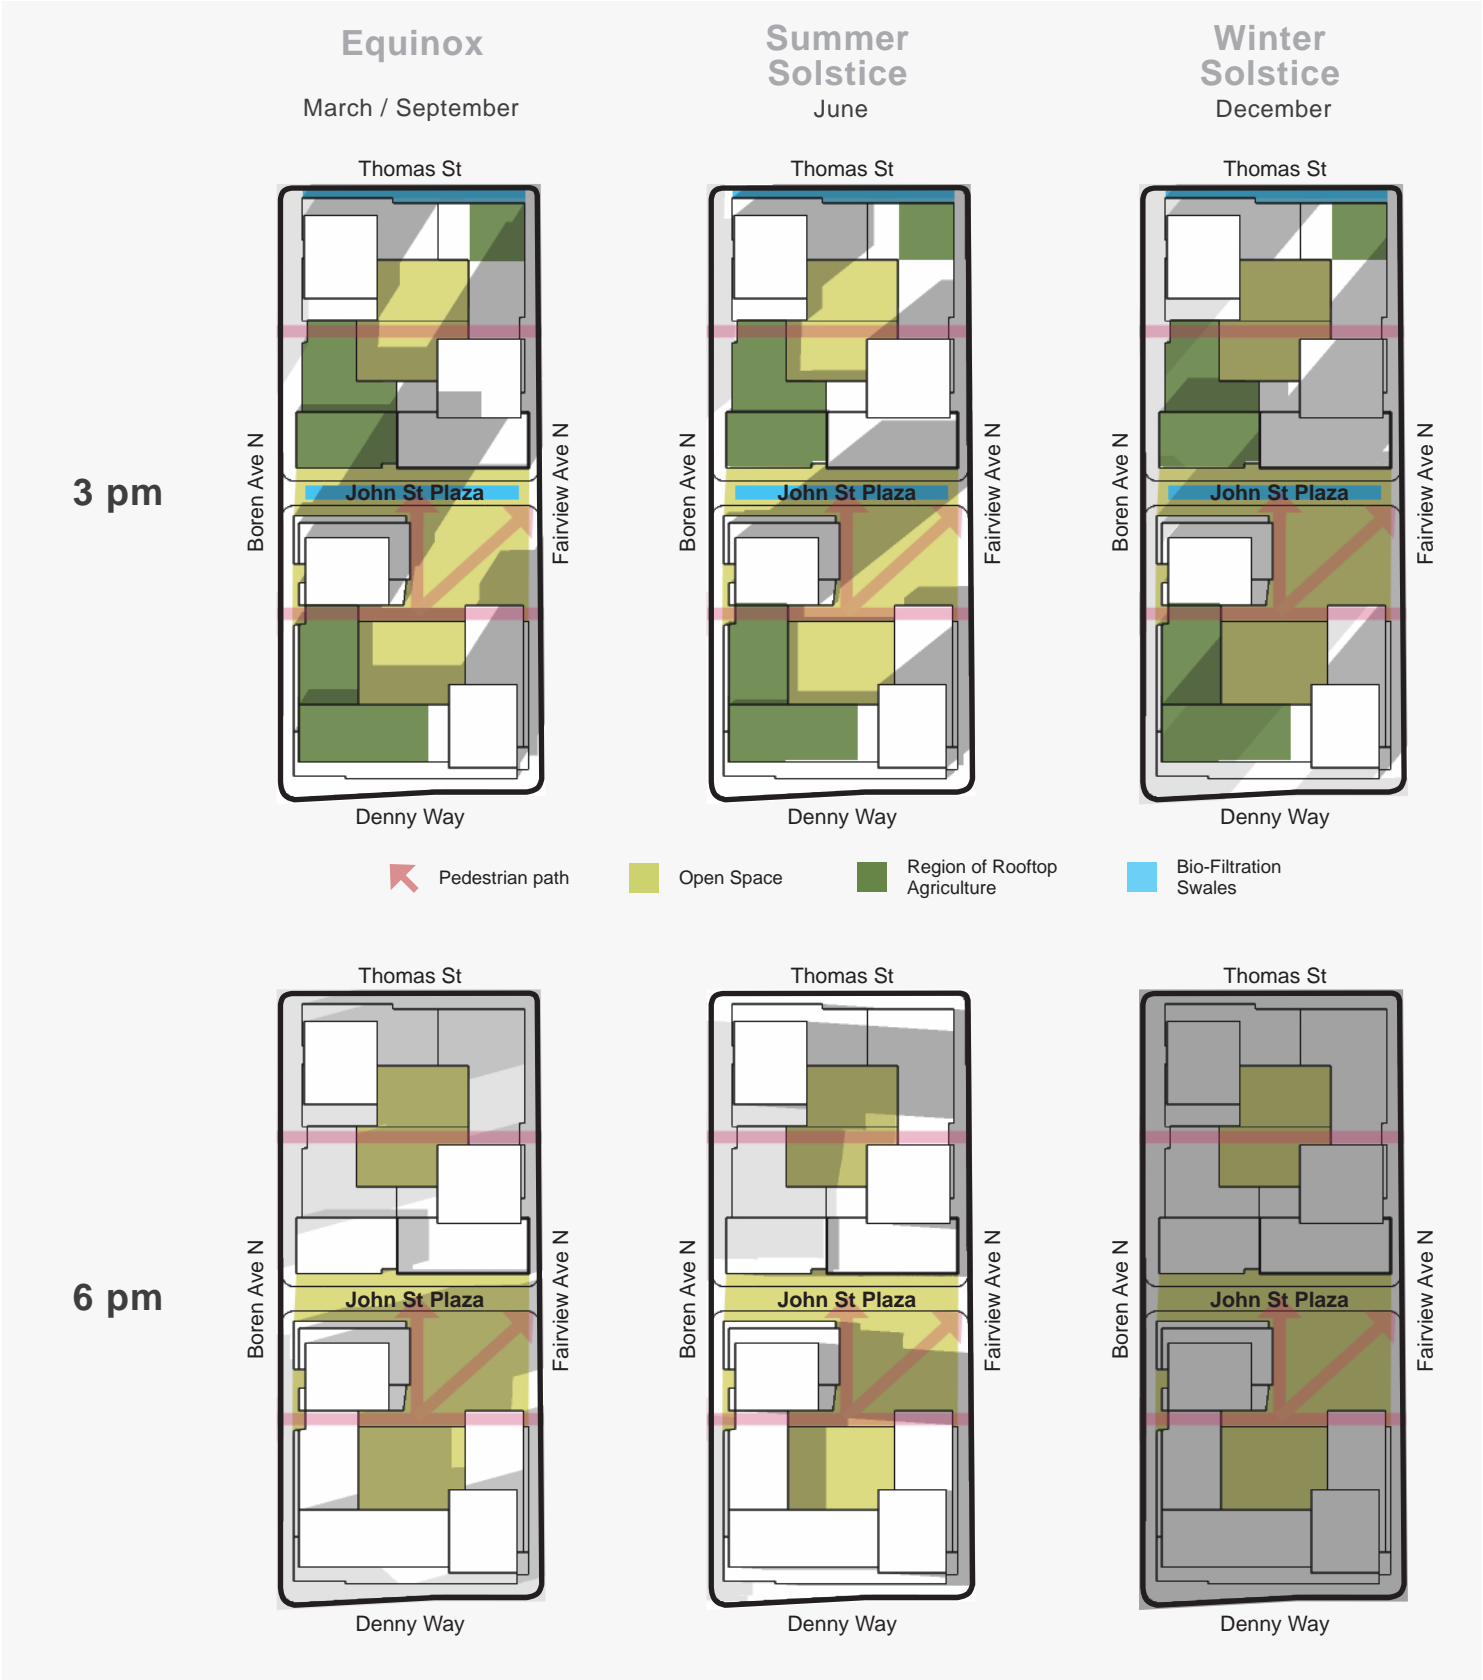 Equinox
March / September
Summer
Solstice
June
Winter
Solstice
December
3 pm
Thomas St
Boren Ave N
John St Plaza
Fairview Ave N
Denny Way
Thomas St
Boren Ave N
John St Plaza
Fairview Ave N
Denny Way
Thomas St
Boren Ave N
John St Plaza
Fairview Ave N
Denny Way
Pedestrian path
Open Space
Region of Rooftop
Agriculture
Bio-Filtration
Swales
6 pm
Thomas St
Boren Ave N
John St Plaza
Fairview Ave N
Denny Way
Thomas St
Boren Ave N
John St Plaza
Fairview Ave N
Denny Way
Thomas St
Boren Ave N
John St Plaza
Fairview Ave N
Denny Way